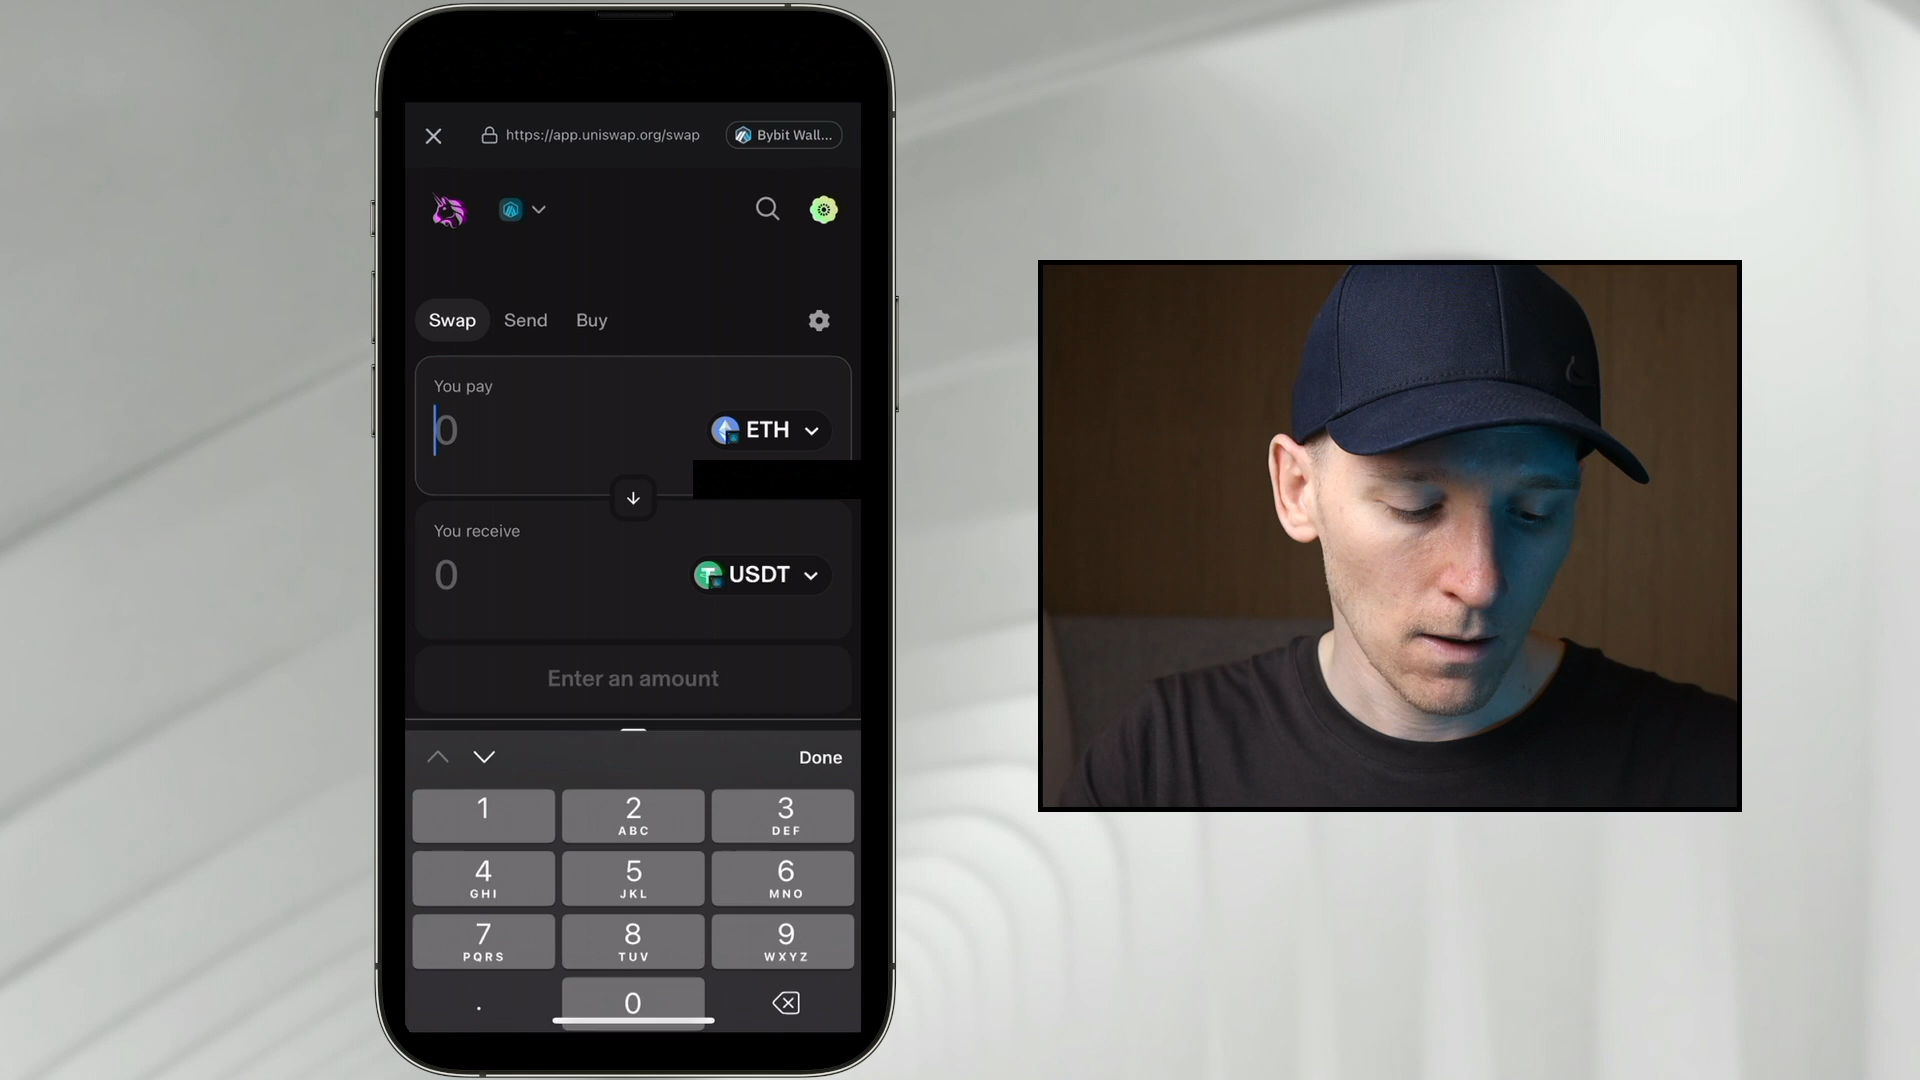 https://app.uniswap.org/swap
Bybit Wall...
Swap Send Buy
You pay
0
ETH
You receive
0
USDT
Enter an amount
Done
1
2
ABC
3
DEF
4
GHI
5
JKL
6
MNO
7
PQRS
8
TUV
9
WXYZ
.
0